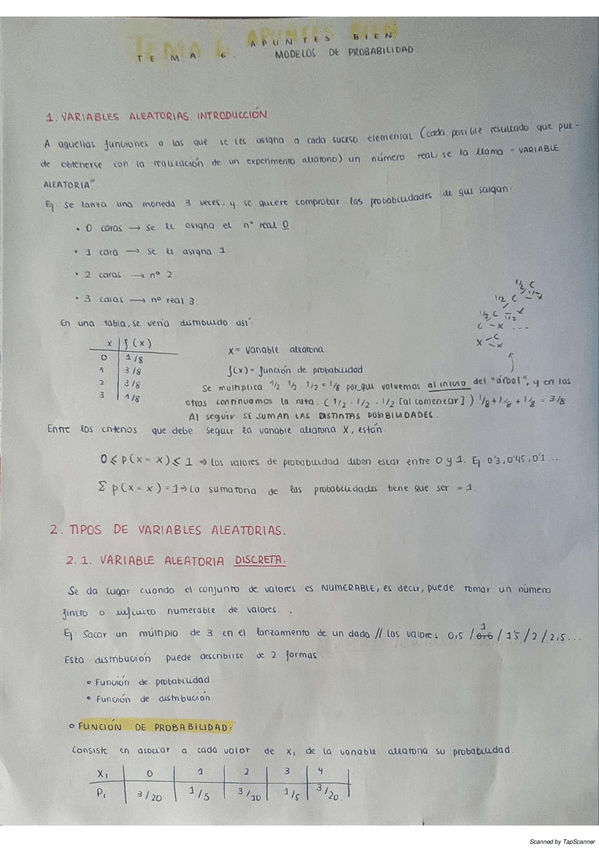 TEMA 6. APUNTES BIEN
TEMA 6. MODELOS DE PROBABILIDAD
1. VARIABLES ALEATORIAS. INTRODUCCIÓN
A aquellas funciones a las que se les asigna a cada suceso elemental (cada posible resultado que pue-
de obtenerse con la realización de un experimento aleatorio) un número real, se la llama "VARIABLE
ALEATORIA"
Ej Se lanza una moneda 3 veces. y se quiere comprobar las probabilidades de que salgan:
• 0 caras → Se le asigna el nº real 0
• 1 cara → Se le asigna 1
• 2 caras → nº 2
• 3 caras → nº real 3
En una tabla, se vería distribuido así:
x | f(x)
0 | 1/8
1 | 3/8
2 | 3/8
3 | 1/8
x = variable aleatoria
f(x) = función de probabilidad
1/2 C
1/2 C
1/2 C
C - X ...
X C
X
Se multiplica 1/2 1/2 1/2 = 1/8 porque volvemos al inicio del "árbol", y en los
otros continuamos la ruta. (1/2 · 1/2 · 1/2 [al comenzar]) 1/8 + 1/8 + 1/8 = 3/8
Al seguir SE SUMAN LAS DISTINTAS POSIBILIDADES.
Entre los criterios que debe seguir la variable aleatoria X, están
0 ≤ p(x = x) ≤ 1 → los valores de probabilidad deben estar entre 0 y 1. Ej 0'3, 0'45, 0'1...
Σ p(x = x) = 1 → La sumatoria de las probabilidades tiene que ser = 1.
2. TIPOS DE VARIABLES ALEATORIAS.
2.1. VARIABLE ALEATORIA DISCRETA.
Se da lugar cuando el conjunto de valores es NUMERABLE, es decir, puede tomar un número
finito o infinito numerable de valores.
Ej Sacar un múltiplo de 3 en el lanzamiento de un dado // los valores 0,5 / 1 / 1'5 / 2 / 2,5...
Esta distribución puede describirse de 2 formas
• Función de probabilidad
• Función de distribución
• FUNCIÓN DE PROBABILIDAD:
Consiste en asociar a cada valor de xi de la variable aleatoria su probabilidad.
Xi | 0 | 1 | 2 | 3 | 4
Pi | 3/20 | 1/5 | 3/10 | 1/5 | 3/20
Scanned by TapScanner